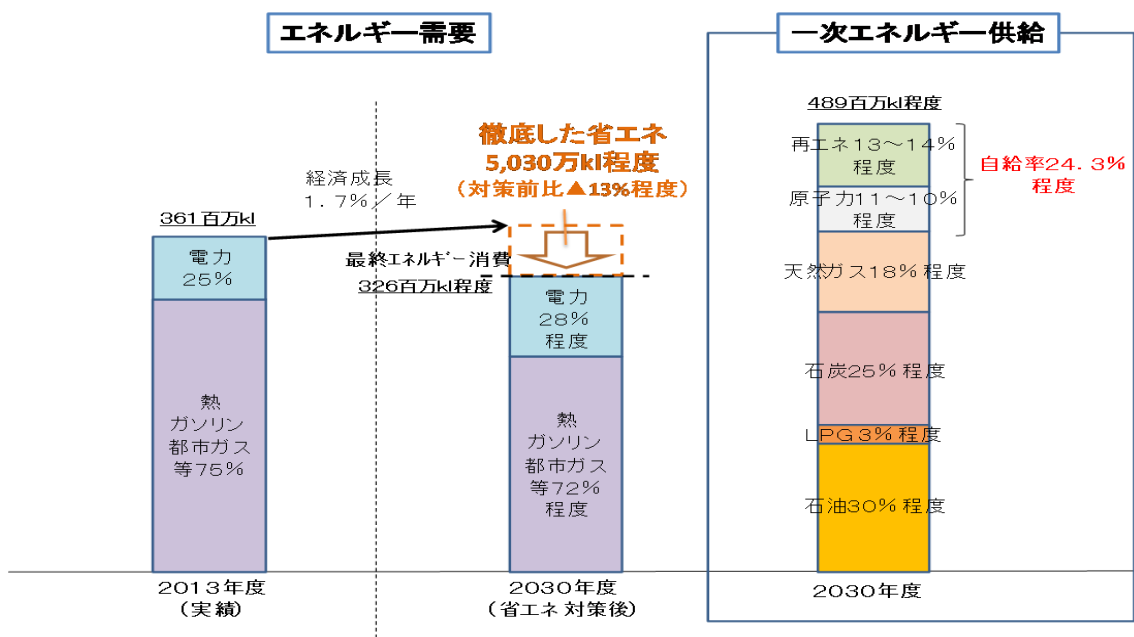 エネルギー需要
一次エネルギー供給
徹底した省エネ
5,030万kl程度
(対策前比▲13%程度)
経済成長
1.7%/年
361百万kl
電力
25%
熱
ガソリン
都市ガス
等75%
2013年度
(実績)
最終エネルギー消費
326百万kl程度
電力
28%
程度
熱
ガソリン
都市ガス
等72%
程度
2030年度
(省エネ対策後)
489百万kl程度
再エネ13~14%
程度
原子力11~10%
程度
自給率24.3%
程度
天然ガス18%程度
石炭25%程度
LPG3%程度
石油30%程度
2030年度